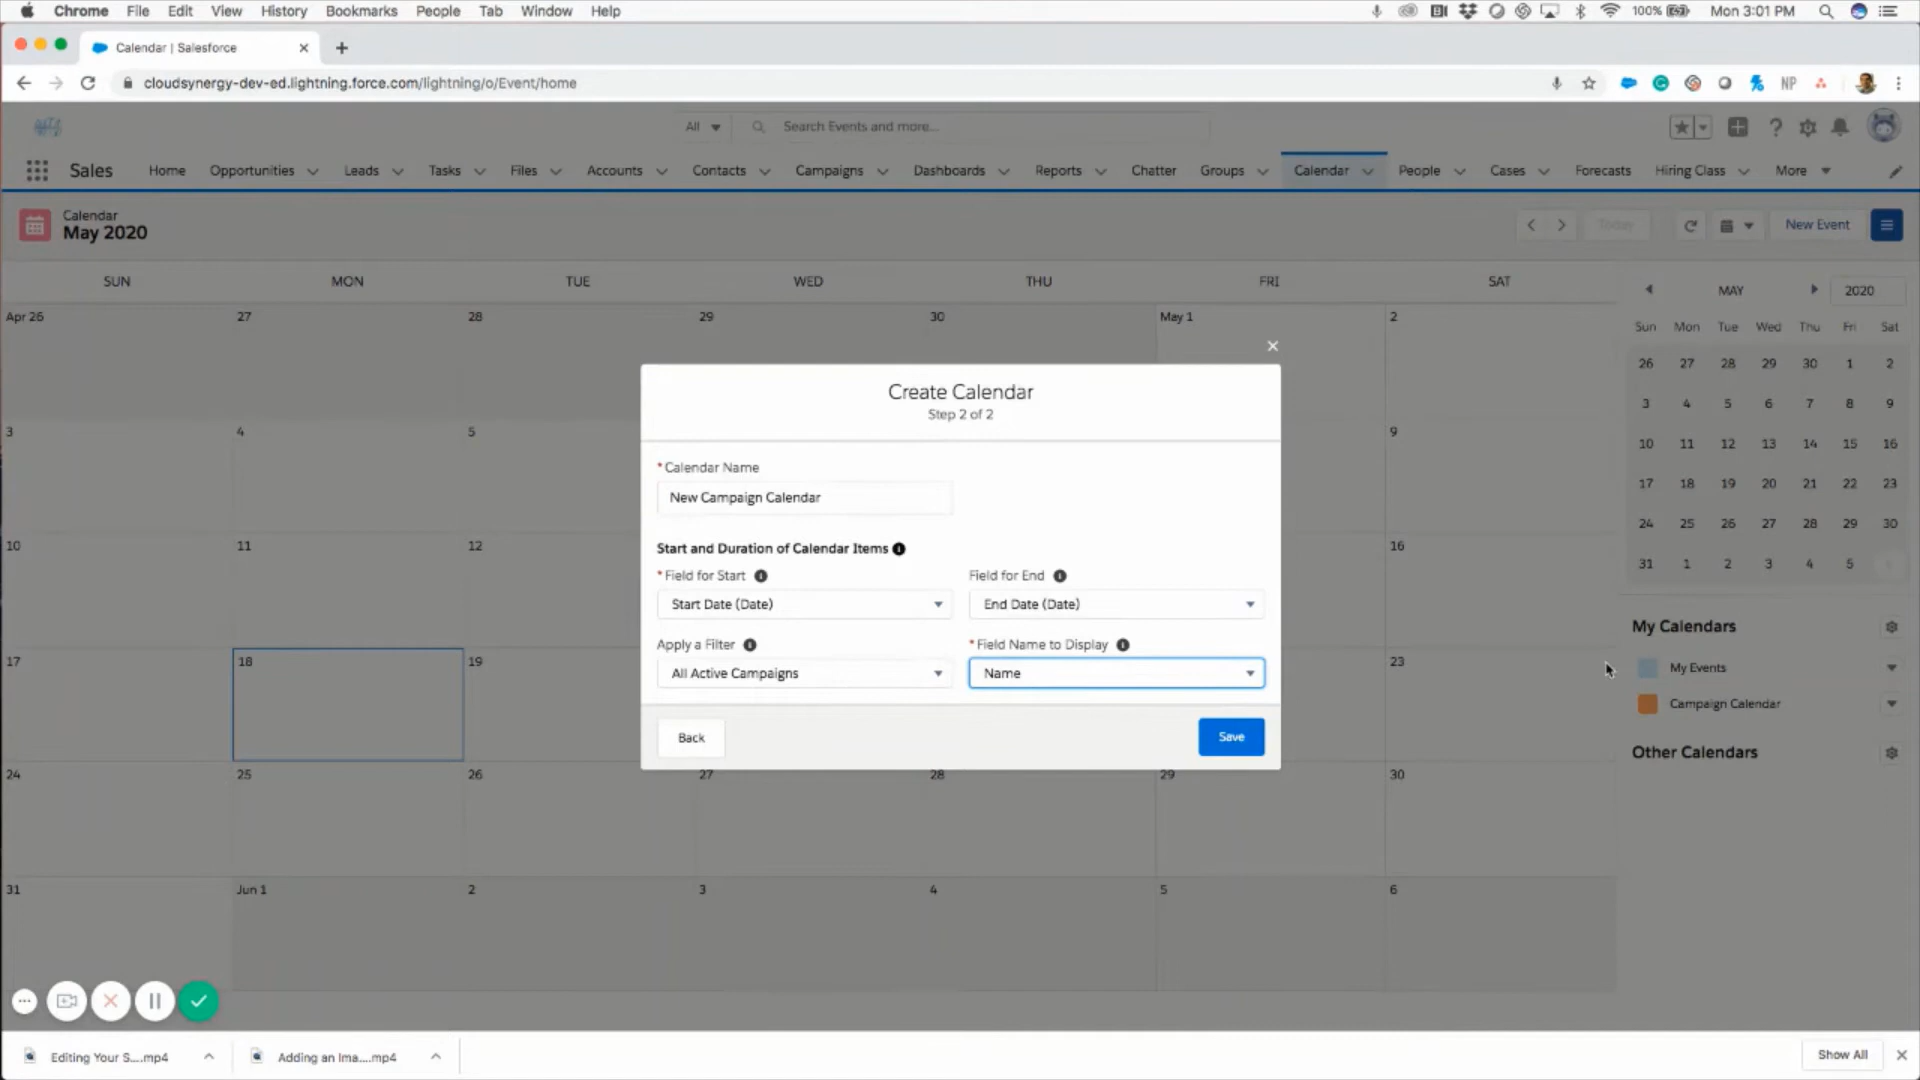 Chrome File Edit View History Bookmarks People Tab Window Help 100% Mon 3:01 PM
Calendar | Salesforce
cloudsynergy-dev-ed.lightning.force.com/lightning/o/Event/home NP
All Search Events and more...
Sales Home Opportunities Leads Tasks Files Accounts Contacts Campaigns Dashboards Reports Chatter Groups Calendar People Cases Forecasts Hiring Class More
Calendar
May 2020
Today New Event
SUN MON TUE WED THU FRI SAT
MAY 2020
Sun Mon Tue Wed Thu Fri Sat
Apr 26 27 28 29 30 May 1 2
26 27 28 29 30 1 2
3 4 5 6 7 8 9
10 11 12 13 14 15 16
17 18 19 20 21 22 23
24 25 26 27 28 29 30
31 1 2 3 4 5
Create Calendar
Step 2 of 2
3 4 5 9
* Calendar Name
New Campaign Calendar
10 11 12 16
Start and Duration of Calendar Items
* Field for Start Field for End
Start Date (Date) End Date (Date)
Apply a Filter * Field Name to Display
All Active Campaigns Name
17 18 19 23
Back Save
My Calendars
My Events
Campaign Calendar
Other Calendars
24 25 26 27 28 29 30
31 Jun 1 2 3 4 5 6
Editing Your S....mp4 Adding an Ima....mp4 Show All